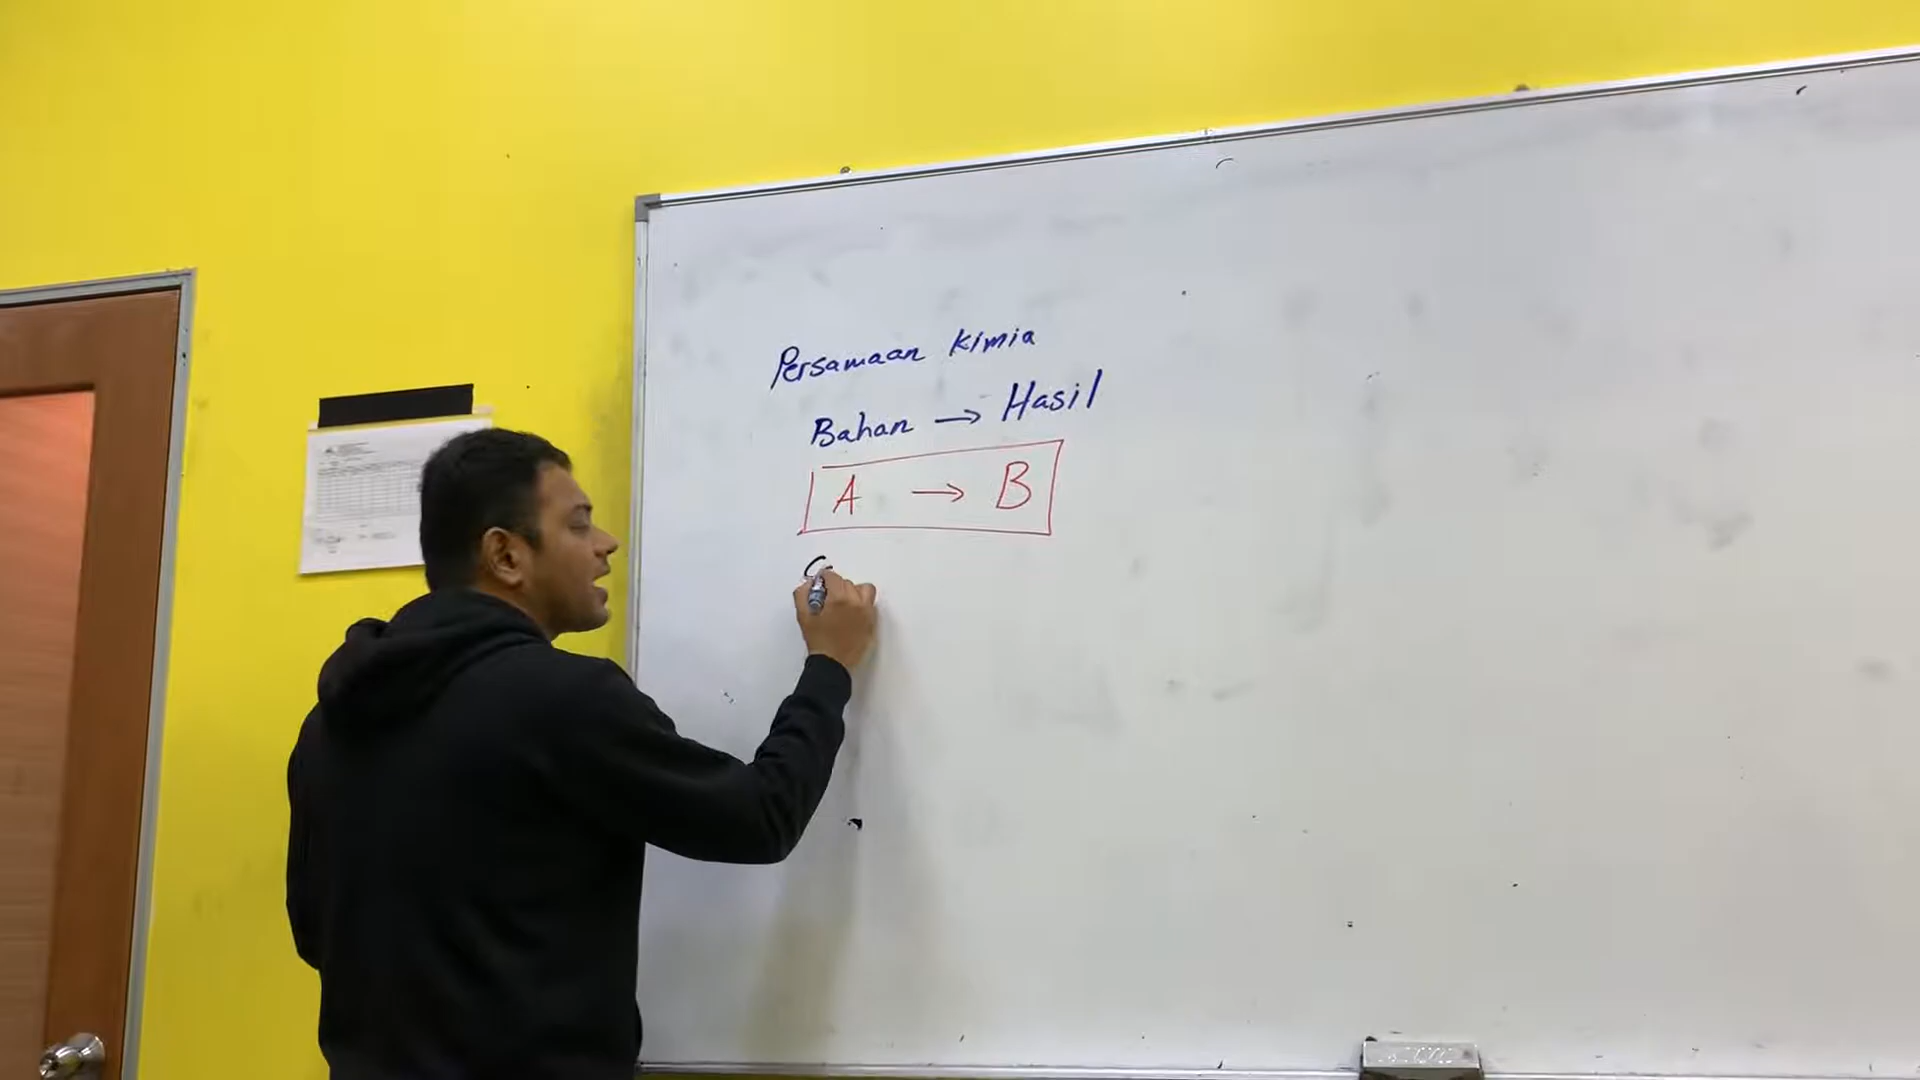 Persamaan Kimia
Bahan → Hasil
A → B